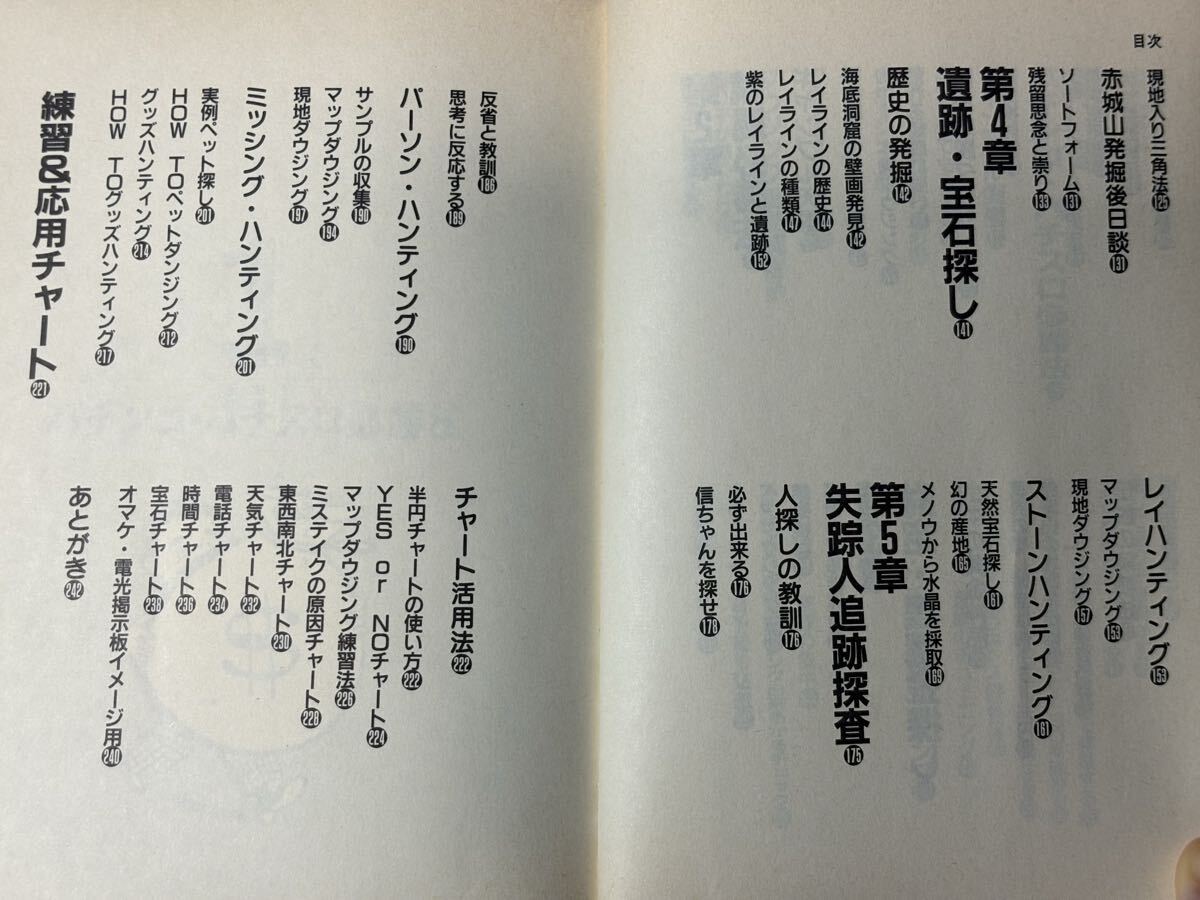 目次
現地入り三角法125
赤城山発掘後日談131
ソートフォーム131
残留思念と崇り133
第4章
遺跡・宝石探し141
歴史の発掘142
海底洞窟の壁画発見142
レイラインの歴史144
レイラインの種類147
紫のレイラインと遺跡152
レイハンティング153
マップダウジング153
現地ダウジング157
ストーンハンティング161
天然宝石探し161
幻の産地165
メノウから水晶を採取169
第5章
失踪人追跡探査175
人探しの教訓176
必ず出来る176
信ちゃんを探せ178
反省と教訓186
思考に反応する189
パーソン・ハンティング190
サンプルの収集190
マップダウジング194
現地ダウジング197
ミッシング・ハンティング201
実例ペット探し201
HOW TOペットダンジング212
グッズハンティング214
HOW TOグッズハンティング217
練習&応用チャート221
チャート活用法222
半円チャートの使い方222
YES or NOチャート224
マップダウジング練習法226
ミステイクの原因チャート228
東西南北チャート230
天気チャート232
電話チャート234
時間チャート236
宝石チャート238
オマケ・電光掲示板イメージ用240
あとがき242